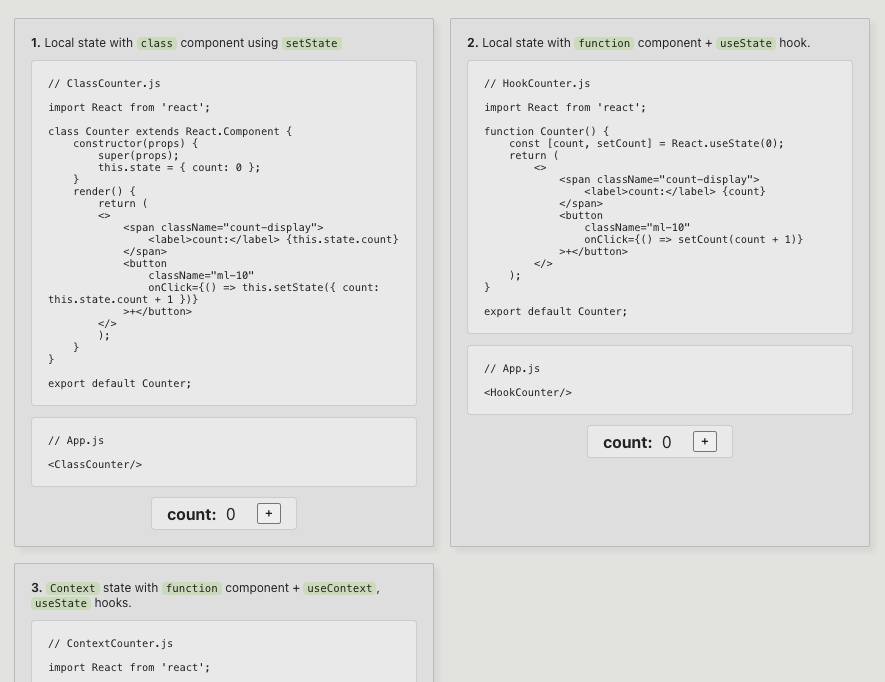 1. Local state with class component using setState
// ClassCounter.js
import React from 'react';
class Counter extends React.Component {
    constructor(props) {
        super(props);
        this.state = { count: 0 };
    }
    render() {
        return (
        <>
            <span className="count-display">
                <label>count:</label> {this.state.count}
            </span>
            <button
                className="ml-10"
                onClick={() => this.setState({ count:
this.state.count + 1 })}
            >+</button>
        </>
        );
    }
}
export default Counter;
// App.js
<ClassCounter/>
count: 0 +
2. Local state with function component + useState hook.
// HookCounter.js
import React from 'react';
function Counter() {
    const [count, setCount] = React.useState(0);
    return (
        <>
            <span className="count-display">
                <label>count:</label> {count}
            </span>
            <button
                className="ml-10"
                onClick={() => setCount(count + 1)}
            >+</button>
        </>
    );
}
export default Counter;
// App.js
<HookCounter/>
count: 0 +
3. Context state with function component + useContext,
useState hooks.
// ContextCounter.js
import React from 'react';